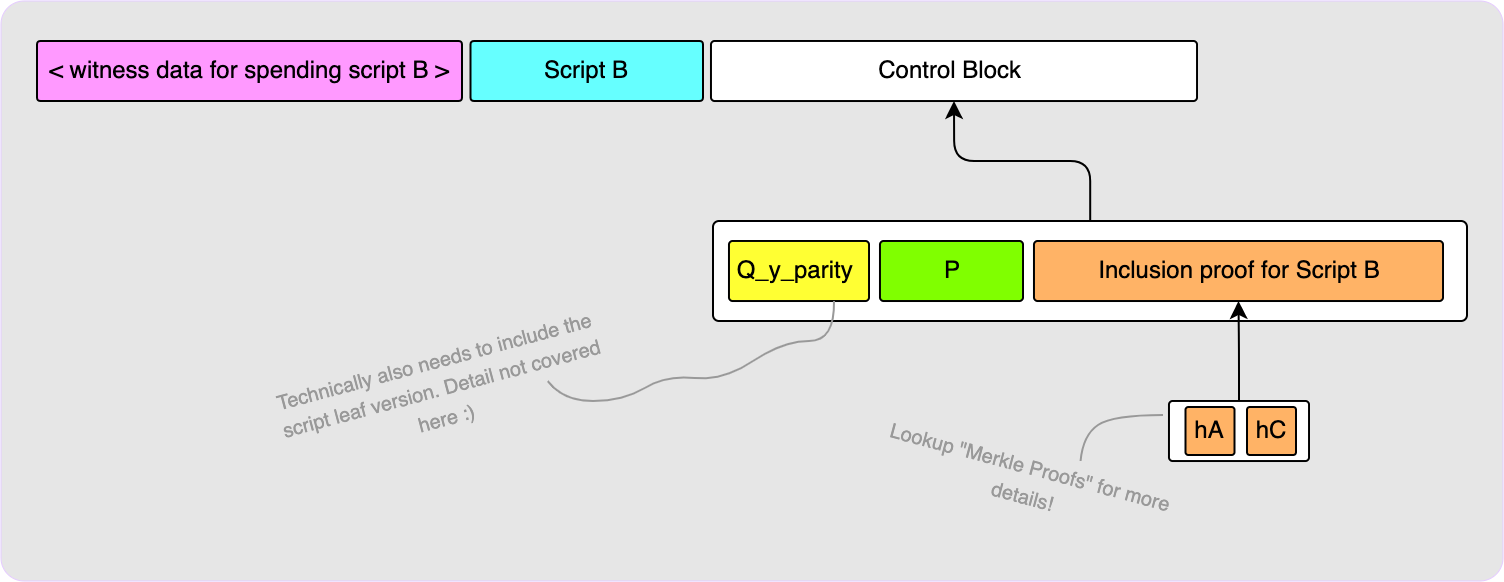 < witness data for spending script B >
Script B
Control Block
Q_y_parity
P
Inclusion proof for Script B
Technically also needs to include the
script leaf version. Detail not covered
here :)
hA
hC
Lookup "Merkle Proofs" for more
details!